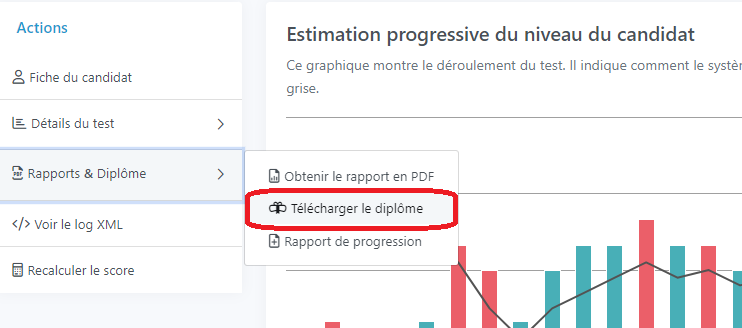 Actions
Fiche du candidat
Détails du test
Rapports & Diplôme
Voir le log XML
Recalculer le score
Obtenir le rapport en PDF
Télécharger le diplôme
Rapport de progression
Estimation progressive du niveau du candidat
Ce graphique montre le déroulement du test. Il indique comment le systèm
grise.